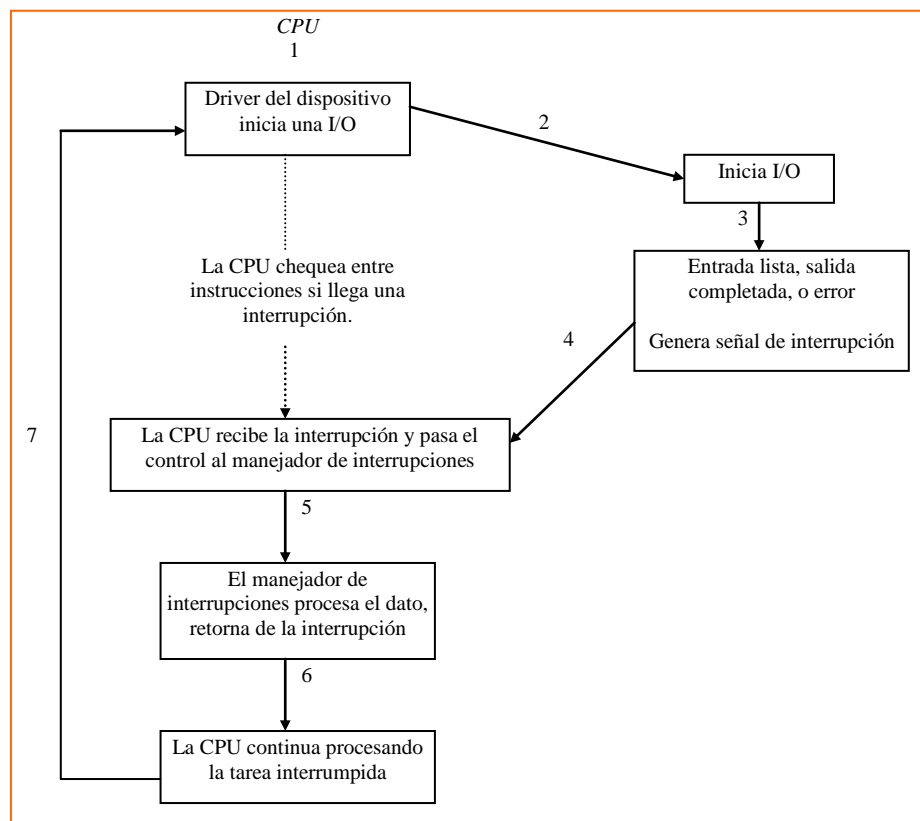 CPU
1
Driver del dispositivo
inicia una I/O
2
Inicia I/O
3
La CPU chequea entre
instrucciones si llega una
interrupción.
Entrada lista, salida
completada, o error
Genera señal de interrupción
4
7
La CPU recibe la interrupción y pasa el
control al manejador de interrupciones
5
El manejador de
interrupciones procesa el dato,
retorna de la interrupción
6
La CPU continua procesando
la tarea interrumpida